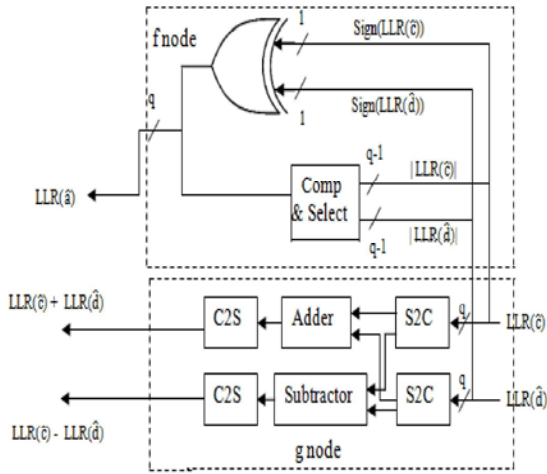 1
f node
Sign(LLR(ĉ))
q
Sign(LLR(d̂))
1
q-1
|LLR(ĉ)|
Comp
& Select
LLR(â)
|LLR(d̂)|
q-1
LLR(ĉ) + LLR(d̂)
C2S
Adder
S2C
q
LLR(ĉ)
C2S
Subtractor
S2C
q
LLR(d̂)
LLR(ĉ) - LLR(d̂)
g node